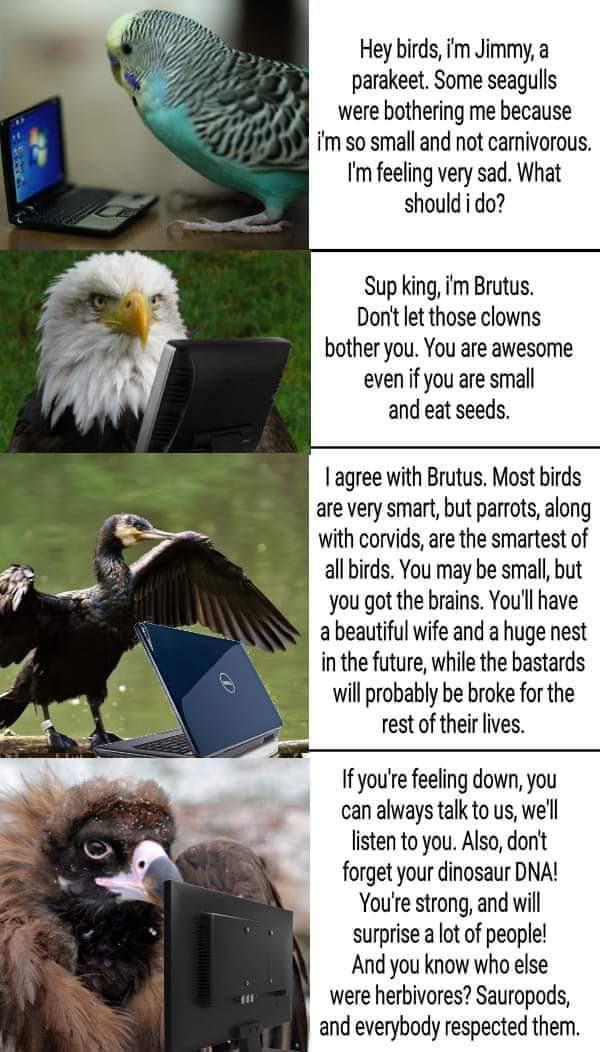 Hey birds, i'm Jimmy, a
parakeet. Some seagulls
were bothering me because
i'm so small and not carnivorous.
I'm feeling very sad. What
should i do?
Sup king, i'm Brutus.
Don't let those clowns
bother you. You are awesome
even if you are small
and eat seeds.
I agree with Brutus. Most birds
are very smart, but parrots, along
with corvids, are the smartest of
all birds. You may be small, but
you got the brains. You'll have
a beautiful wife and a huge nest
in the future, while the bastards
will probably be broke for the
rest of their lives.
If you're feeling down, you
can always talk to us, we'll
listen to you. Also, don't
forget your dinosaur DNA!
You're strong, and will
surprise a lot of people!
And you know who else
were herbivores? Sauropods,
and everybody respected them.